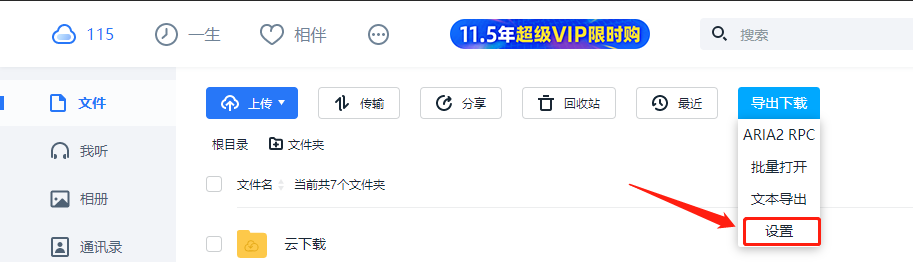 115 一生 相伴 11.5年超级VIP限时购 搜索
文件 上传 传输 分享 回收站 最近 导出下载
ARIA2 RPC
根目录 文件夹
我听 批量打开
文件名 当前共7个文件夹
相册 文本导出
设置
通讯录 云下载